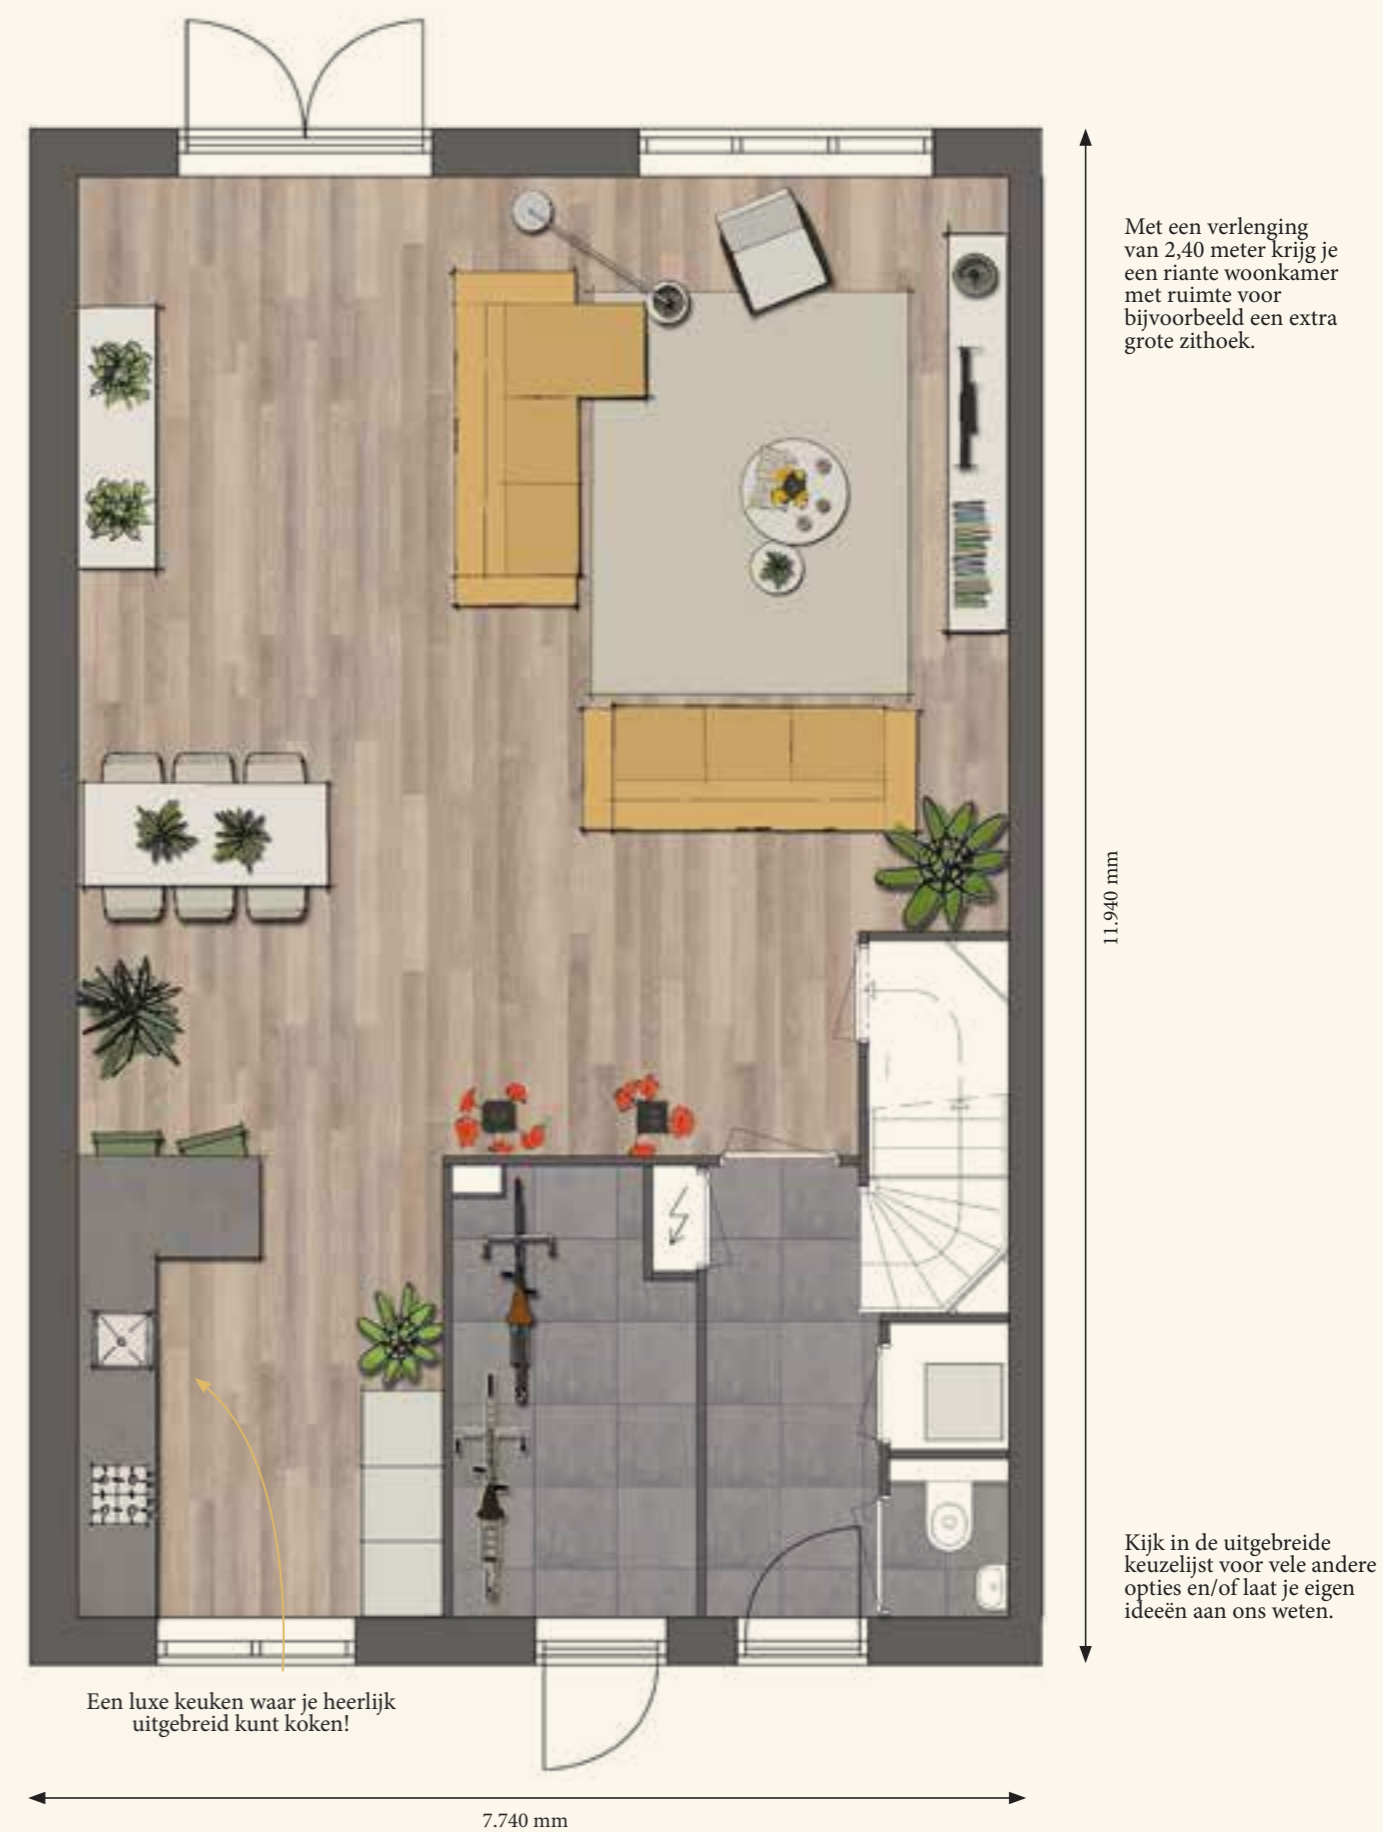 Met een verlenging
van 2,40 meter krijg je
een riante woonkamer
met ruimte voor
bijvoorbeeld een extra
grote zithoek.
11.940 mm
Kijk in de uitgebreide
keuzelijst voor vele andere
opties en/of laat je eigen
ideeën aan ons weten.
Een luxe keuken waar je heerlijk
uitgebreid kunt koken!
7.740 mm